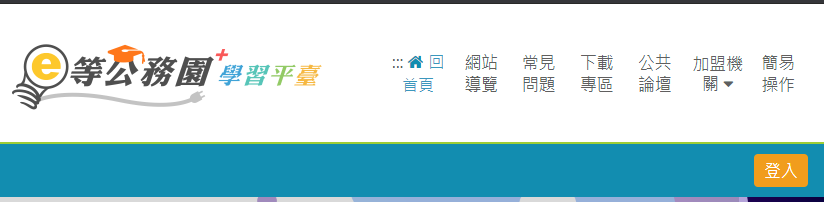 e等公務園+學習平臺
::: 回首頁
網站導覽
常見問題
下載專區
公共論壇
加盟機關
簡易操作
登入